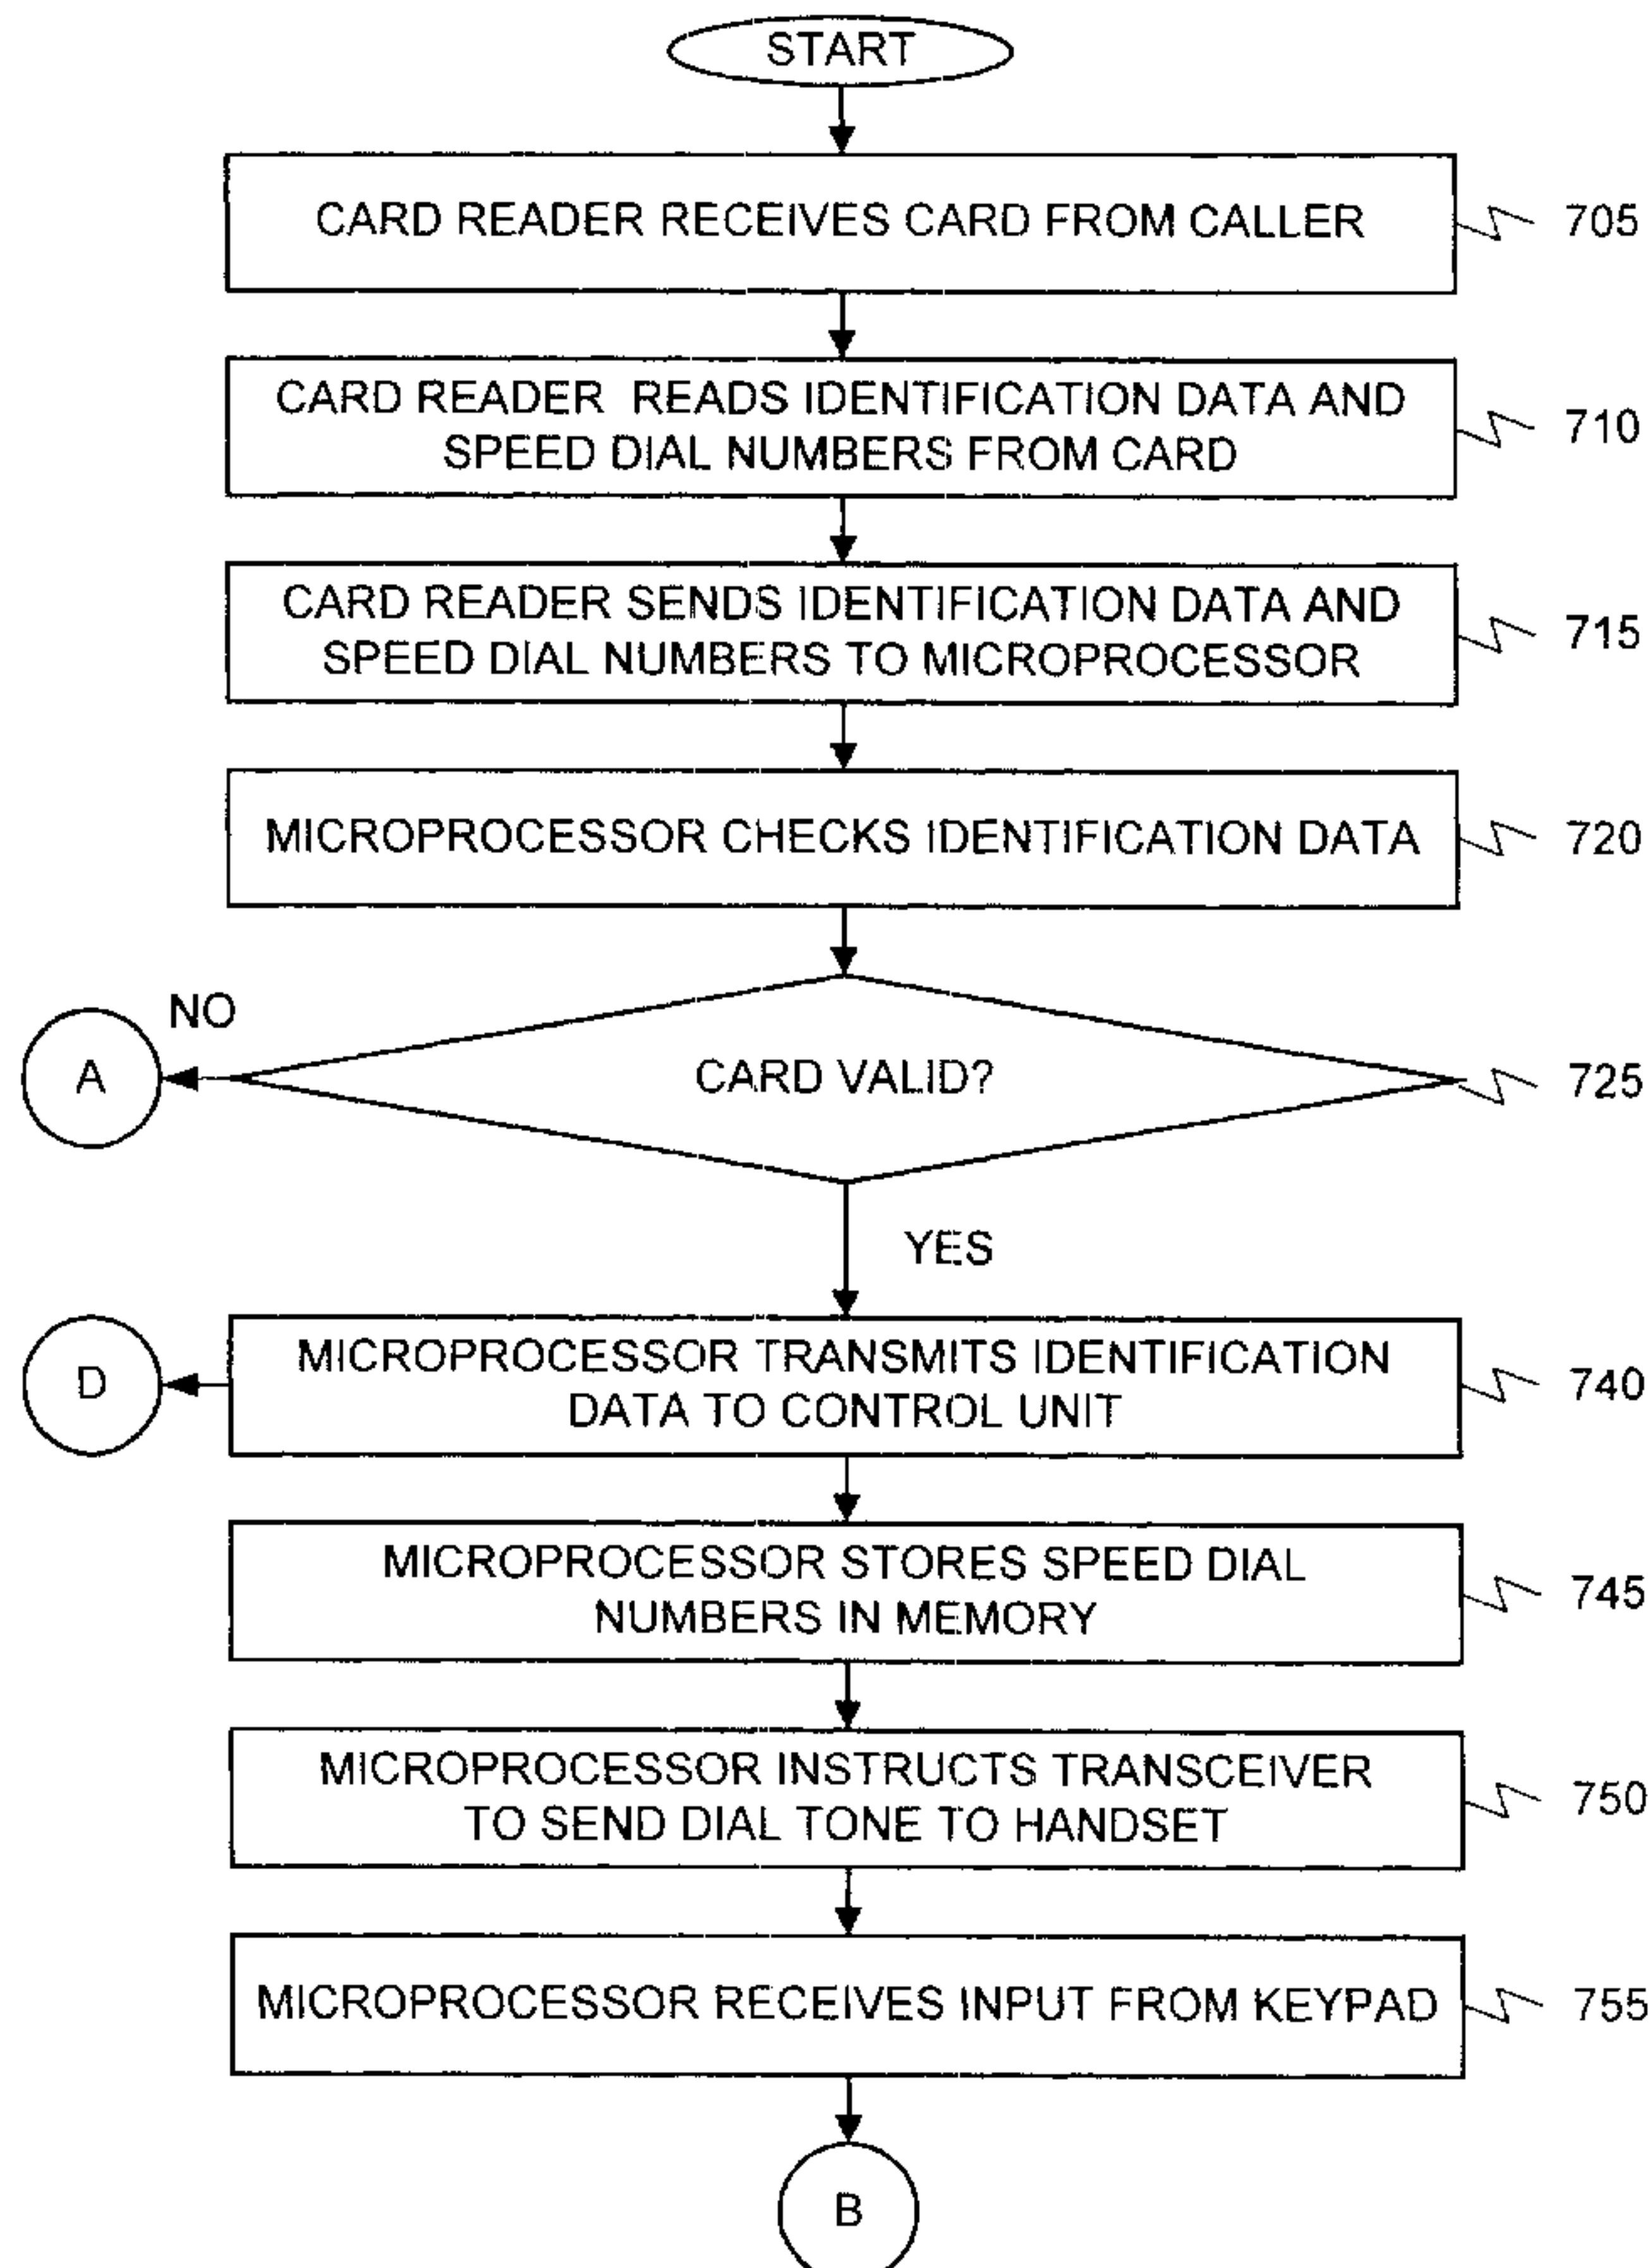 START
CARD READER RECEIVES CARD FROM CALLER
705
CARD READER READS IDENTIFICATION DATA AND
SPEED DIAL NUMBERS FROM CARD
710
CARD READER SENDS IDENTIFICATION DATA AND
SPEED DIAL NUMBERS TO MICROPROCESSOR
715
MICROPROCESSOR CHECKS IDENTIFICATION DATA
720
NO
A
CARD VALID?
725
YES
D
MICROPROCESSOR TRANSMITS IDENTIFICATION
DATA TO CONTROL UNIT
740
MICROPROCESSOR STORES SPEED DIAL
NUMBERS IN MEMORY
745
MICROPROCESSOR INSTRUCTS TRANSCEIVER
TO SEND DIAL TONE TO HANDSET
750
MICROPROCESSOR RECEIVES INPUT FROM KEYPAD
755
B